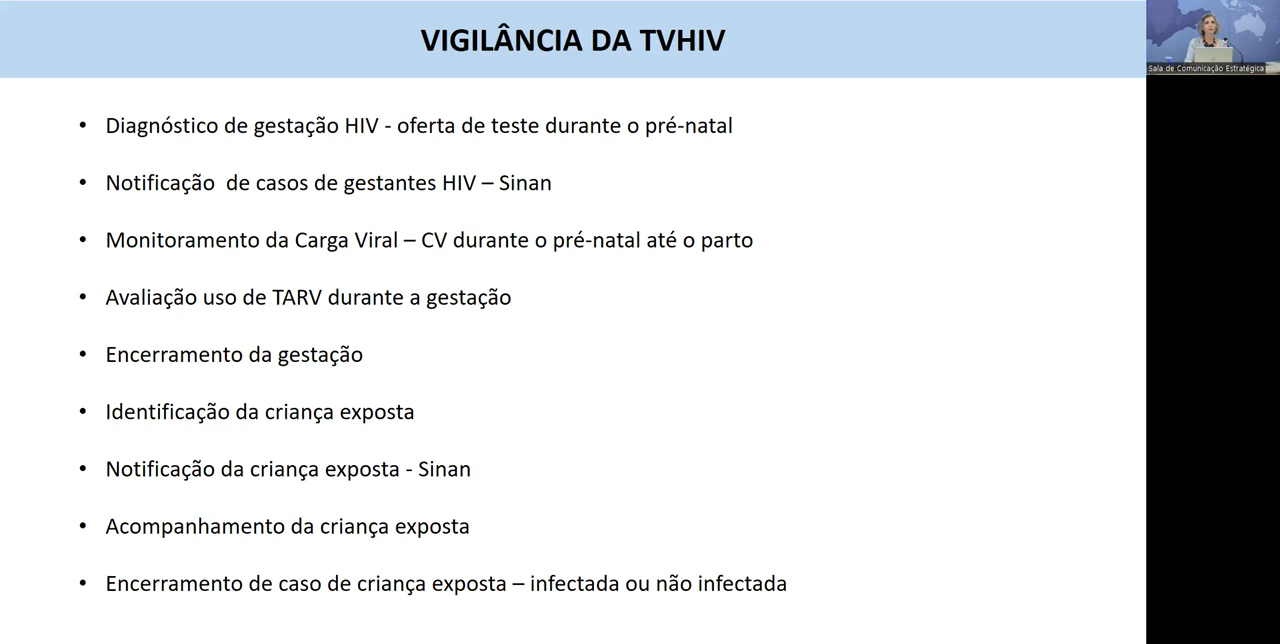 VIGILÂNCIA DA TVHIV
Sala de Comunicação Estratégica
• Diagnóstico de gestação HIV - oferta de teste durante o pré-natal
• Notificação  de casos de gestantes HIV – Sinan
• Monitoramento da Carga Viral – CV durante o pré-natal até o parto
• Avaliação uso de TARV durante a gestação
• Encerramento da gestação
• Identificação da criança exposta
• Notificação da criança exposta - Sinan
• Acompanhamento da criança exposta
• Encerramento de caso de criança exposta – infectada ou não infectada